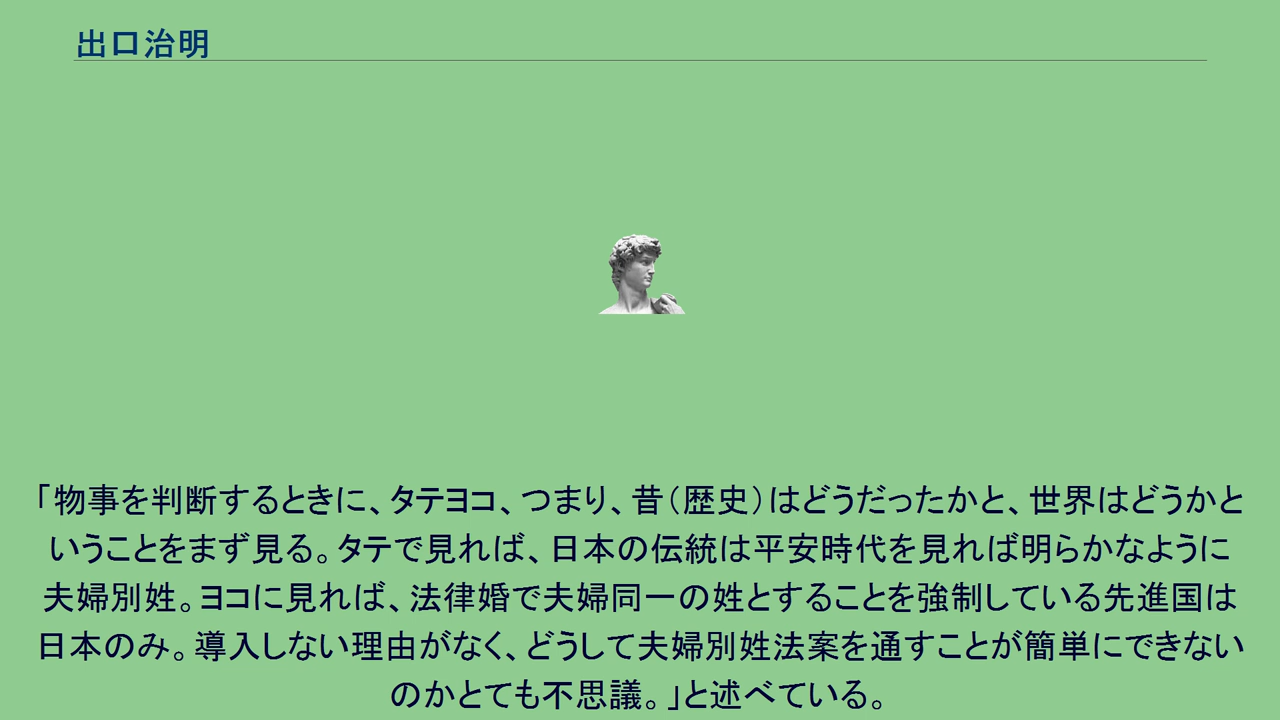 出口治明
「物事を判断するときに、タテヨコ、つまり、昔（歴史）はどうだったかと、世界はどうかと
いうことをまず見る。タテで見れば、日本の伝統は平安時代を見れば明らかなように
夫婦別姓。ヨコに見れば、法律婚で夫婦同一の姓とすることを強制している先進国は
日本のみ。導入しない理由がなく、どうして夫婦別姓法案を通すことが簡単にできない
のかとても不思議。」と述べている。